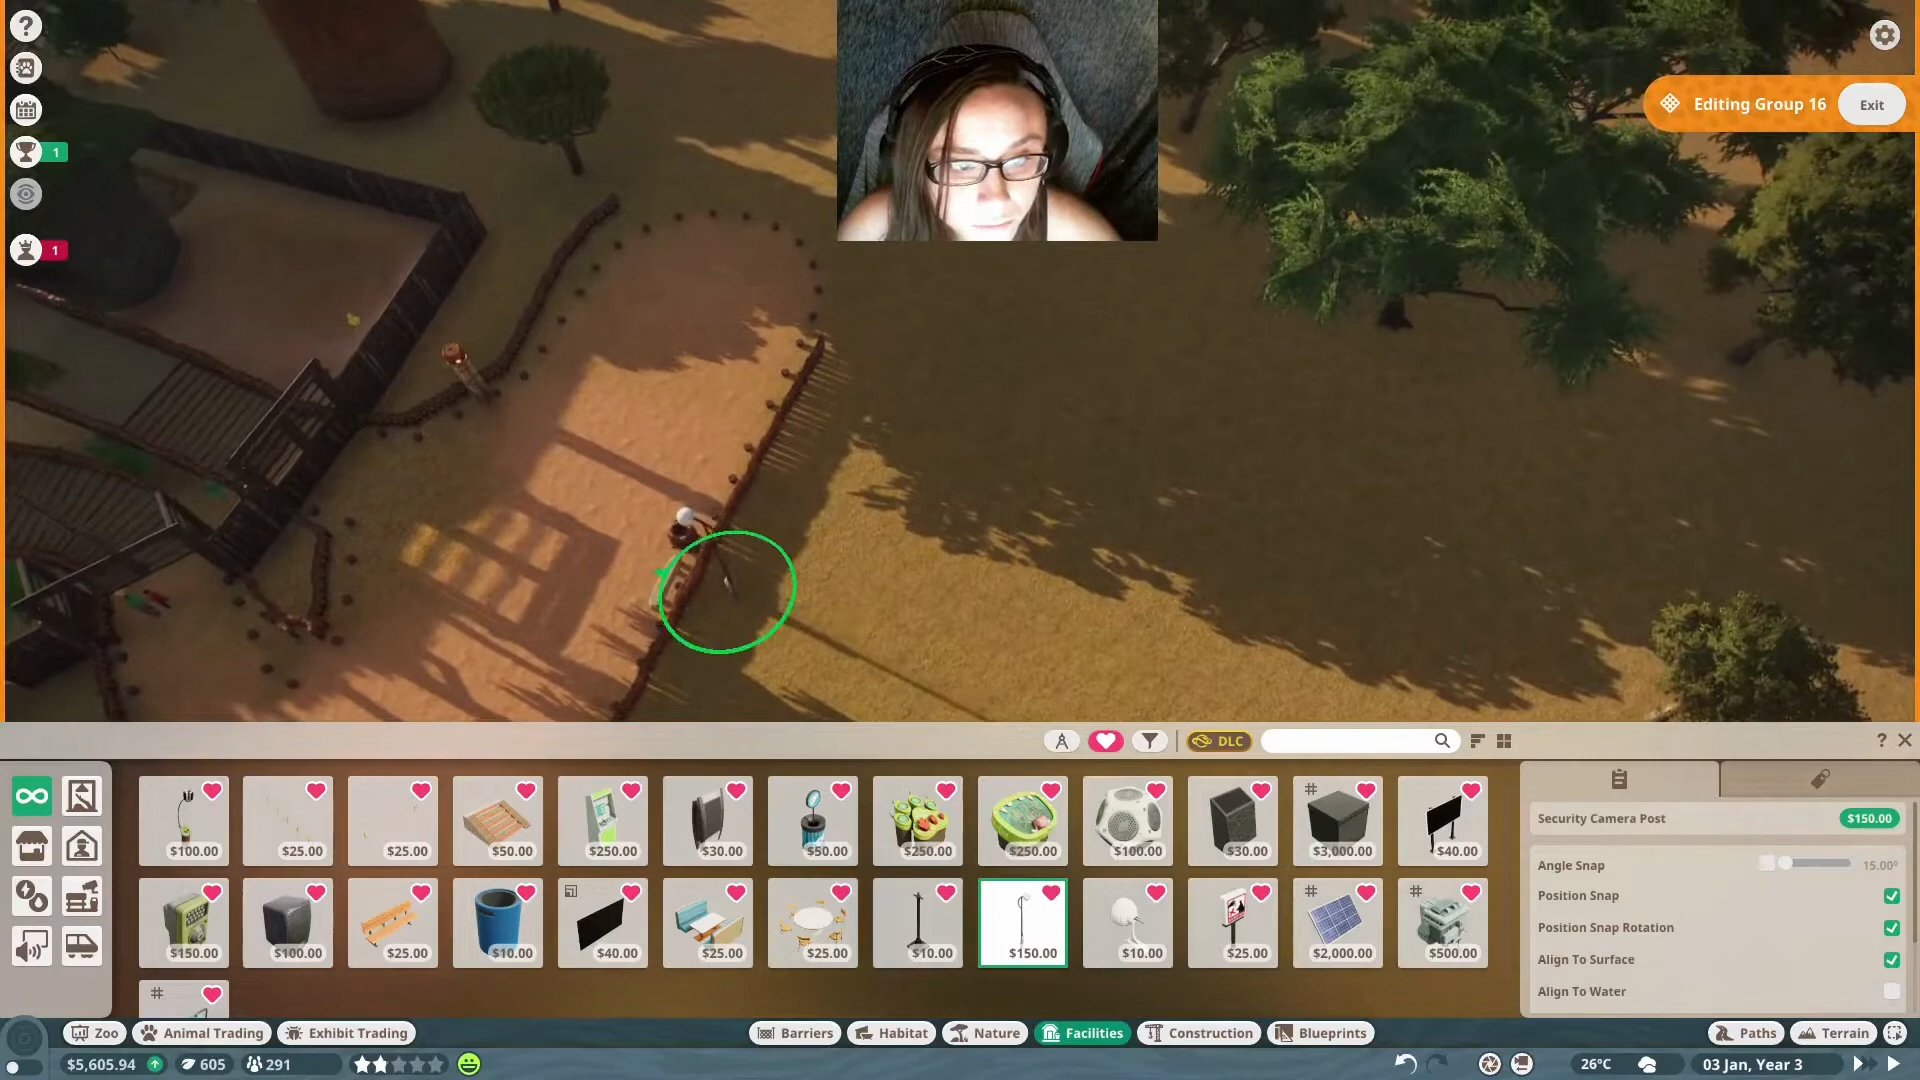 ?
Editing Group 16 Exit
1
1
DLC
?
$100.00 $25.00 $25.00 $50.00 $250.00 $30.00 $50.00 $250.00 $250.00 $100.00 $30.00 $3,000.00 $40.00
$150.00 $100.00 $25.00 $10.00 $40.00 $25.00 $25.00 $10.00 $150.00 $10.00 $25.00 $2,000.00 $500.00
Security Camera Post $150.00
Angle Snap 15.00°
Position Snap
Position Snap Rotation
Align To Surface
Align To Water
Zoo Animal Trading Exhibit Trading Barriers Habitat Nature Facilities Construction Blueprints Paths Terrain
$5,605.94 605 291 26°C 03 Jan, Year 3